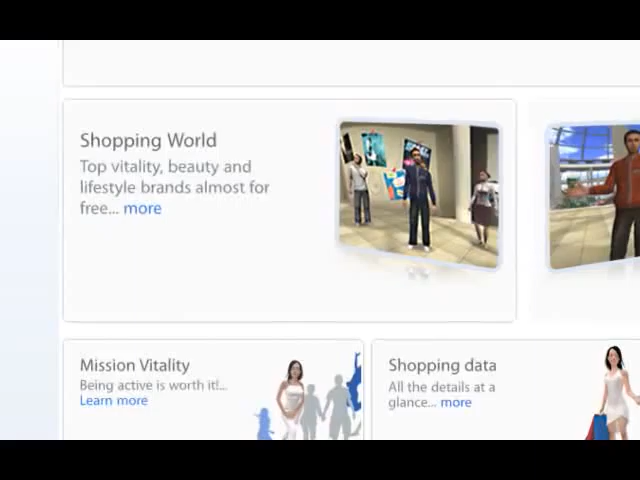 Shopping World
Top vitality, beauty and
lifestyle brands almost for
free... more
Mission Vitality
Being active is worth it!...
Learn more
Shopping data
All the details at a
glance... more